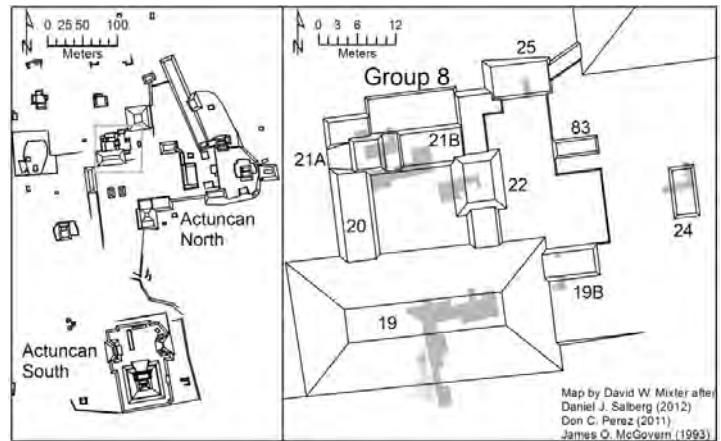 N
0 25 50 100
Meters
Actuncan
North
Actuncan
South
N
0 3 6 12
Meters
Group 8
25
83
21A
21B
22
20
24
19B
19
Map by David W. Mixter after
Daniel J. Salberg (2012)
Don C. Perez (2011)
James O. McGovern (1993)